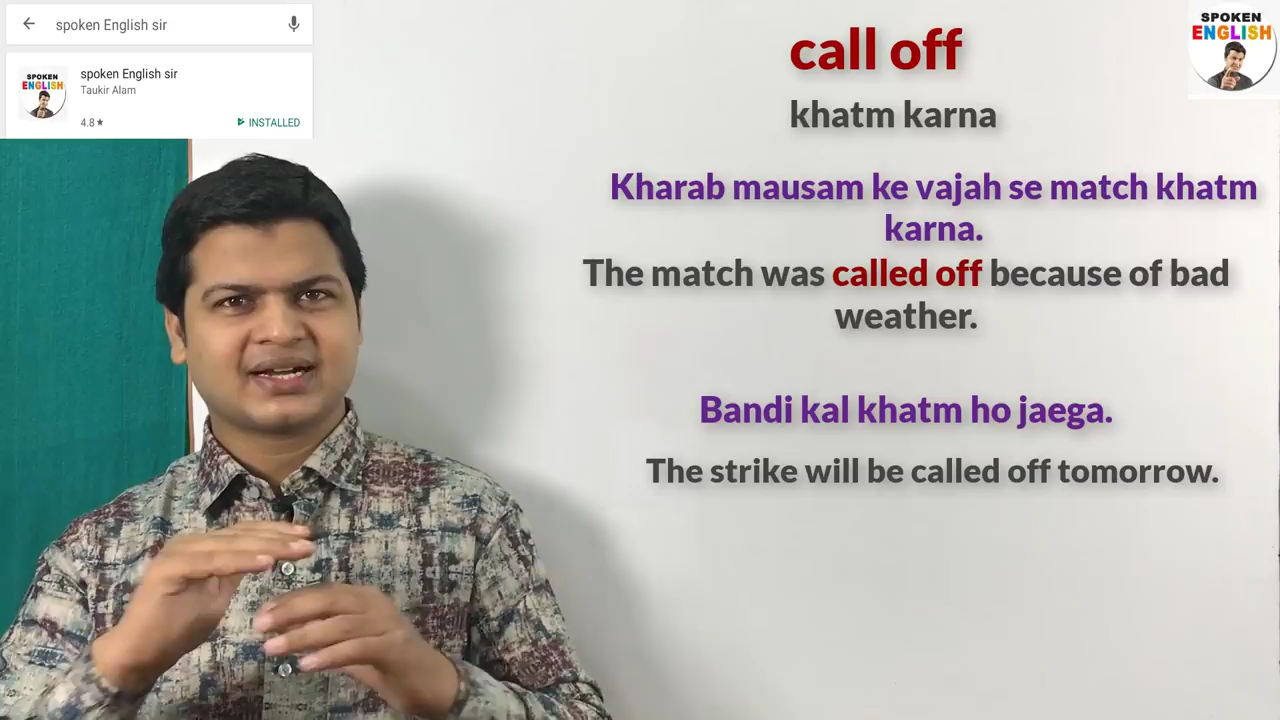 spoken English sir
SPOKEN
ENGLISH
spoken English sir
Taukir Alam
4.8★
INSTALLED
SPOKEN
ENGLISH
call off
khatm karna
Kharab mausam ke vajah se match khatm
karna.
The match was called off because of bad
weather.
Bandi kal khatm ho jaega.
The strike will be called off tomorrow.